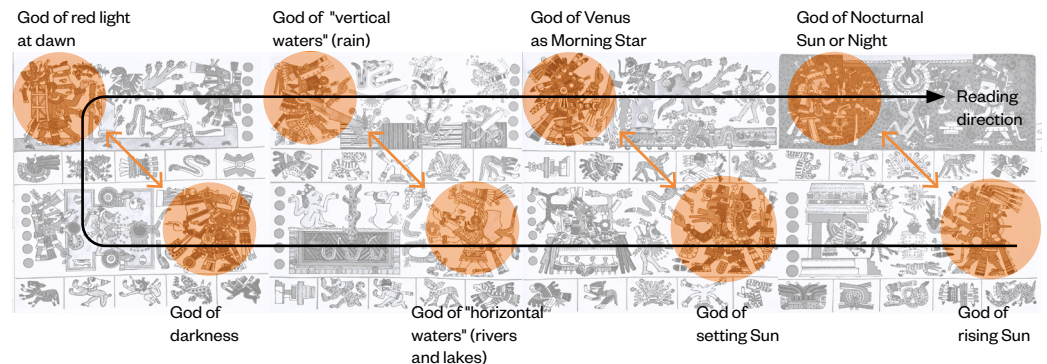 God of red light
at dawn
God of "vertical
waters" (rain)
God of Venus
as Morning Star
God of Nocturnal
Sun or Night
Reading
direction
God of
darkness
God of "horizontal
waters" (rivers
and lakes)
God of
setting Sun
God of
rising Sun